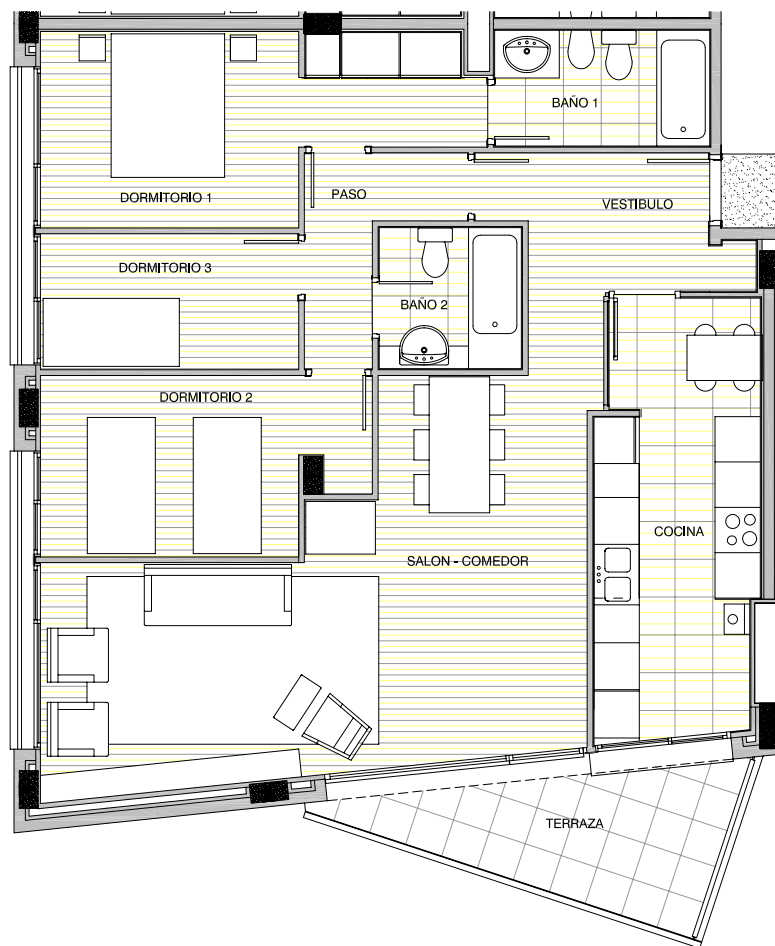 BAÑO 1
DORMITORIO 1
PASO
VESTIBULO
DORMITORIO 3
BAÑO 2
DORMITORIO 2
COCINA
SALON - COMEDOR
TERRAZA